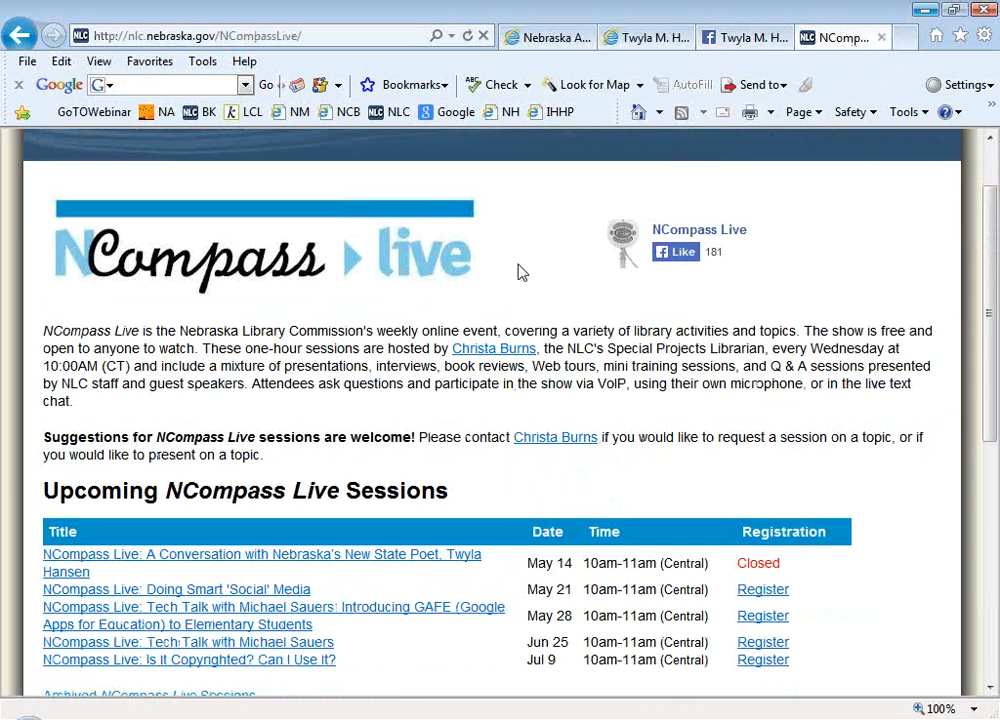 http://nlc.nebraska.gov/NCompassLive/
Nebraska A...
Twyla M. H...
Twyla M. H...
NLC NComp...
File Edit View Favorites Tools Help
x Google G Go Bookmarks Check Look for Map AutoFill Send to Settings
GoTOWebinar NA NLC BK k LCL NM NCB NLC NLC 8 Google NH IHHP Page Safety Tools
NCompass live
NCompass Live
Like 181
NCompass Live is the Nebraska Library Commission's weekly online event, covering a variety of library activities and topics. The show is free and
open to anyone to watch. These one-hour sessions are hosted by Christa Burns, the NLC's Special Projects Librarian, every Wednesday at
10:00AM (CT) and include a mixture of presentations, interviews, book reviews, Web tours, mini training sessions, and Q & A sessions presented
by NLC staff and guest speakers. Attendees ask questions and participate in the show via VoIP, using their own microphone, or in the live text
chat.
Suggestions for NCompass Live sessions are welcome! Please contact Christa Burns if you would like to request a session on a topic, or if
you would like to present on a topic.
Upcoming NCompass Live Sessions
Title Date Time Registration
NCompass Live: A Conversation with Nebraska's New State Poet, Twyla
Hansen May 14 10am-11am (Central) Closed
NCompass Live: Doing Smart 'Social' Media May 21 10am-11am (Central) Register
NCompass Live: Tech Talk with Michael Sauers: Introducing GAFE (Google
Apps for Education) to Elementary Students May 28 10am-11am (Central) Register
NCompass Live: Tech Talk with Michael Sauers Jun 25 10am-11am (Central) Register
NCompass Live: Is it Copyrighted? Can I Use It? Jul 9 10am-11am (Central) Register
Archived NCompass Live Sessions
100%